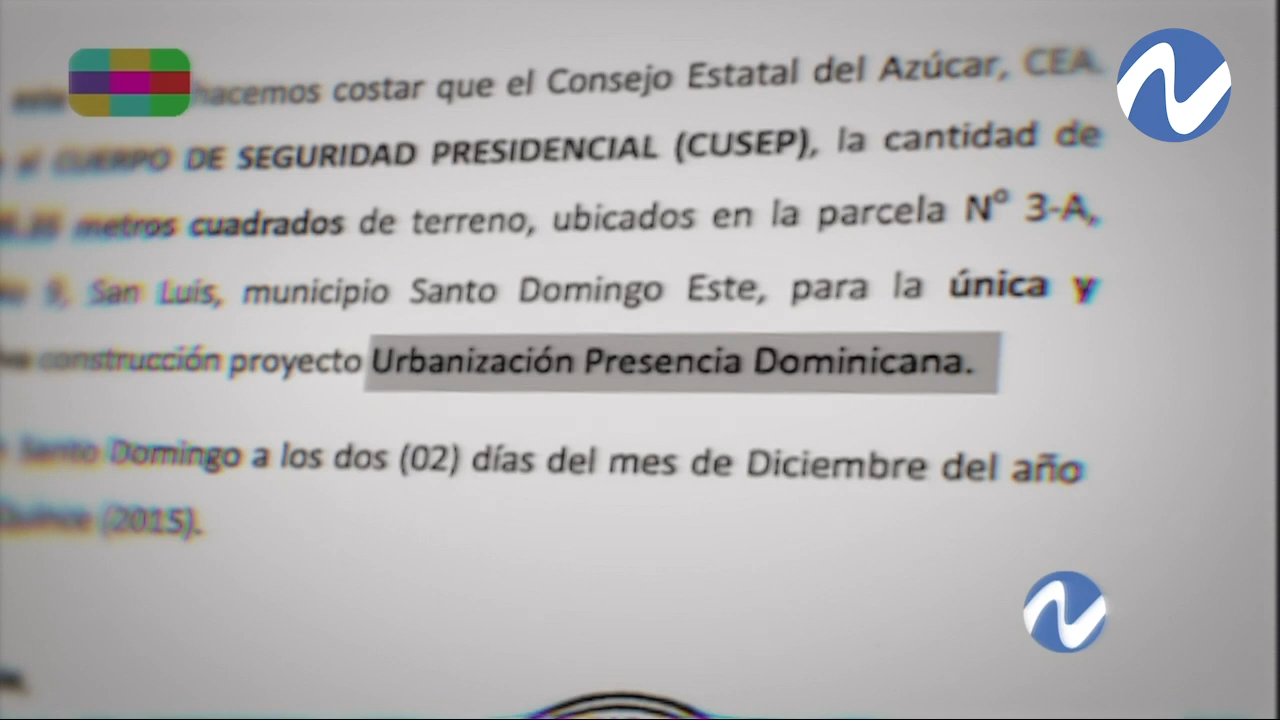 hacemos costar que el Consejo Estatal del Azúcar, CEA.
CUERPO DE SEGURIDAD PRESIDENCIAL (CUSEP), la cantidad de
metros cuadrados de terreno, ubicados en la parcela N° 3-A,
San Luis, municipio Santo Domingo Este, para la única y
construcción proyecto Urbanización Presencia Dominicana.
Santo Domingo a los dos (02) días del mes de Diciembre del año
(2015).